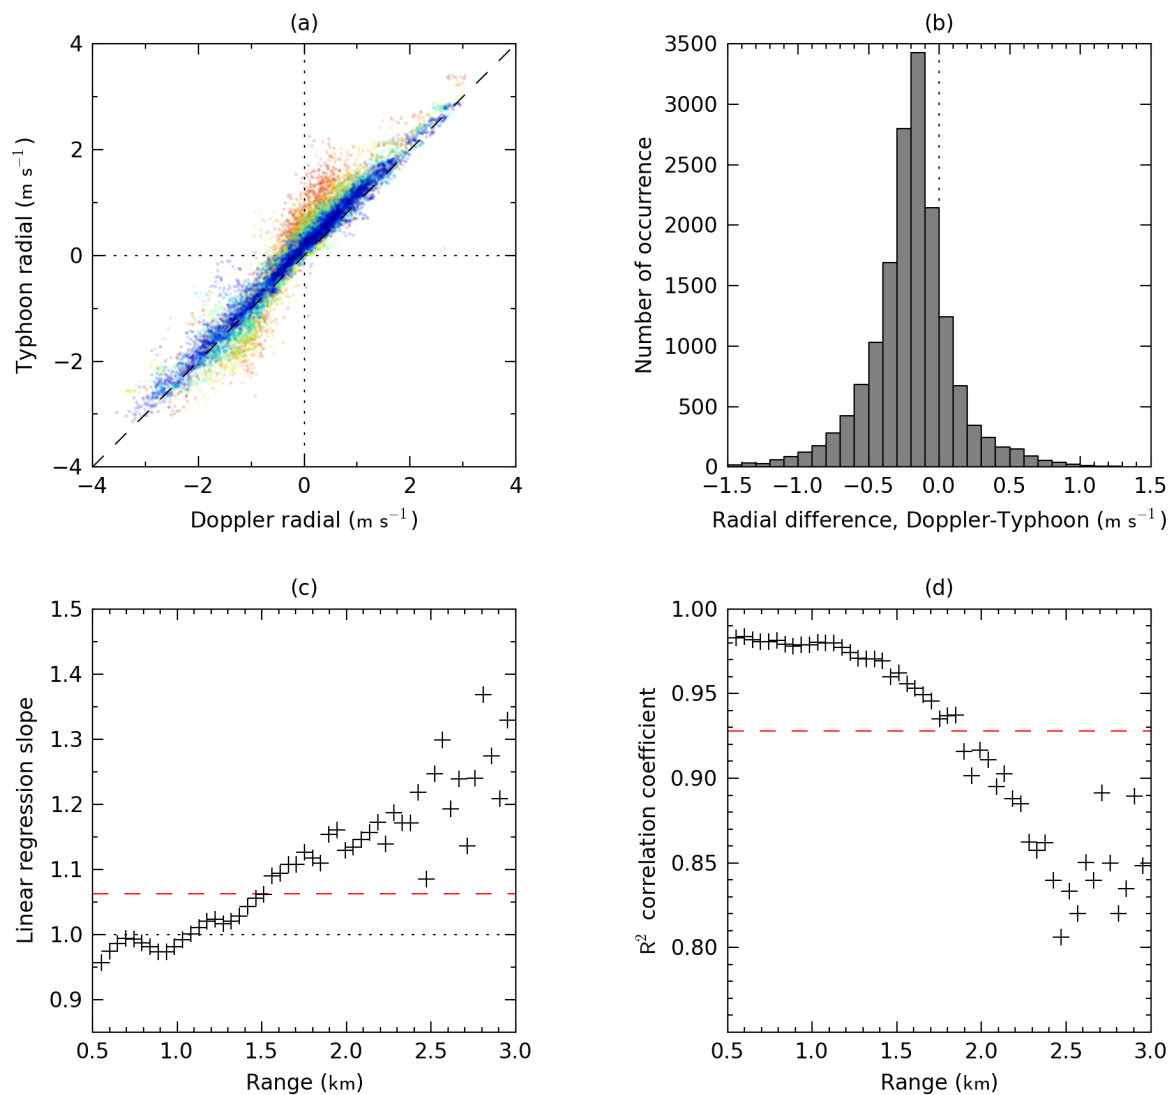 (a)
4
2
0
−2
−4
−4 −2 0 2 4
Typhoon radial (m s⁻¹)
Doppler radial (m s⁻¹)
(b)
3500
3000
2500
2000
1500
1000
500
0
−1.5 −1.0 −0.5 0.0 0.5 1.0 1.5
Number of occurrence
Radial difference, Doppler-Typhoon (m s⁻¹)
(c)
1.5
1.4
1.3
1.2
1.1
1.0
0.9
0.5 1.0 1.5 2.0 2.5 3.0
Linear regression slope
Range (km)
(d)
1.00
0.95
0.90
0.85
0.80
0.5 1.0 1.5 2.0 2.5 3.0
R² correlation coefficient
Range (km)